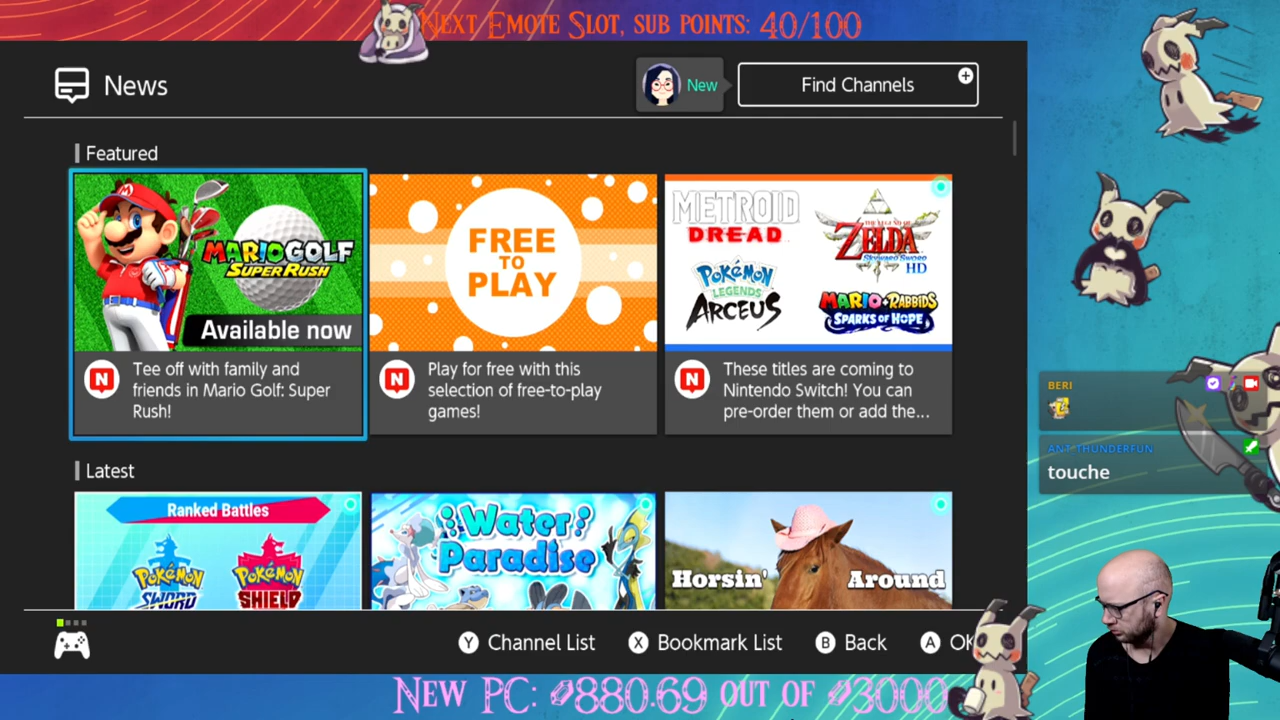 Next Emote Slot, sub points: 40/100
News
New
Find Channels
Featured
MARIO GOLF
SUPER RUSH
Available now
Tee off with family and
friends in Mario Golf: Super
Rush!
FREE
TO
PLAY
Play for free with this
selection of free-to-play
games!
METROID
DREAD
THE LEGEND OF
ZELDA
SKYWARD SWORD
HD
POKÉMON
LEGENDS
ARCEUS
MARIO + RABBIDS
SPARKS OF HOPE
These titles are coming to
Nintendo Switch! You can
pre-order them or add the...
BERI
ANT_THUNDERFUN
touche
Latest
Ranked Battles
POKÉMON
SWORD
POKÉMON
SHIELD
Water
Paradise
Horsin' Around
Y Channel List
X Bookmark List
B Back
A OK
New PC: 880.69 out of 3000